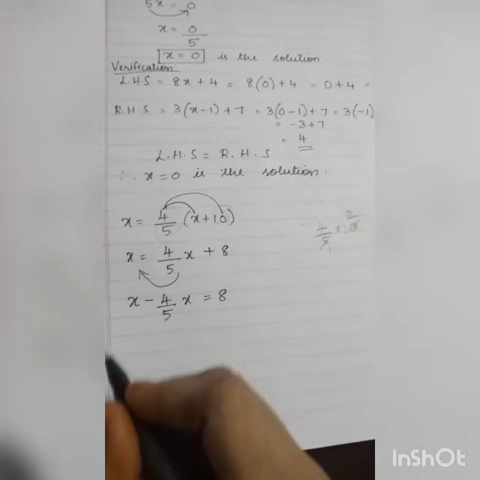 5x = 0
x = 0/5
x = 0 is the solution
Verification
L.H.S = 8x + 4 = 8(0) + 4 = 0 + 4 =
R.H.S = 3(x-1) + 7 = 3(0-1) + 7 = 3(-1)
= -3 + 7
= 4
L.H.S = R.H.S
∴ x = 0 is the solution.
x = 4/5 (x + 10)
x = 4/5 x + 8
x - 4/5 x = 8
InShOt